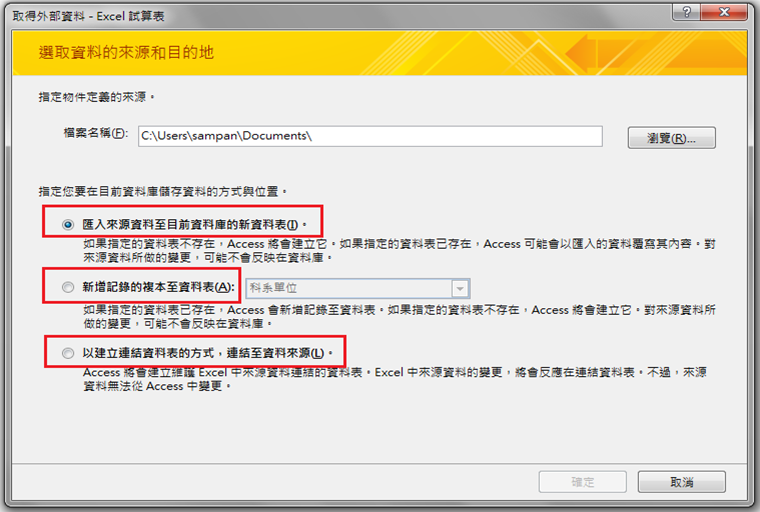 取得外部資料 - Excel 試算表
選取資料的來源和目的地
指定物件定義的來源。
檔案名稱(F): C:\Users\sampan\Documents\ 瀏覽(R)...
指定您要在目前資料庫儲存資料的方式與位置。
匯入來源資料至目前資料庫的新資料表(I)。
如果指定的資料表不存在，Access 將會建立它。如果指定的資料表已存在，Access 可能會以匯入的資料覆寫其內容。對
來源資料所做的變更，可能不會反映在資料庫。
新增記錄的複本至資料表(A): 科系單位
如果指定的資料表已存在，Access 會新增記錄至資料表。如果指定的資料表不存在，Access 將會建立它。對來源資料所
做的變更，可能不會反映在資料庫。
以建立連結資料表的方式，連結至資料來源(L)。
Access 將會建立維護 Excel 中來源資料連結的資料表。Excel 中來源資料的變更，將會反應在連結資料表。不過，來源
資料無法從 Access 中變更。
確定 取消